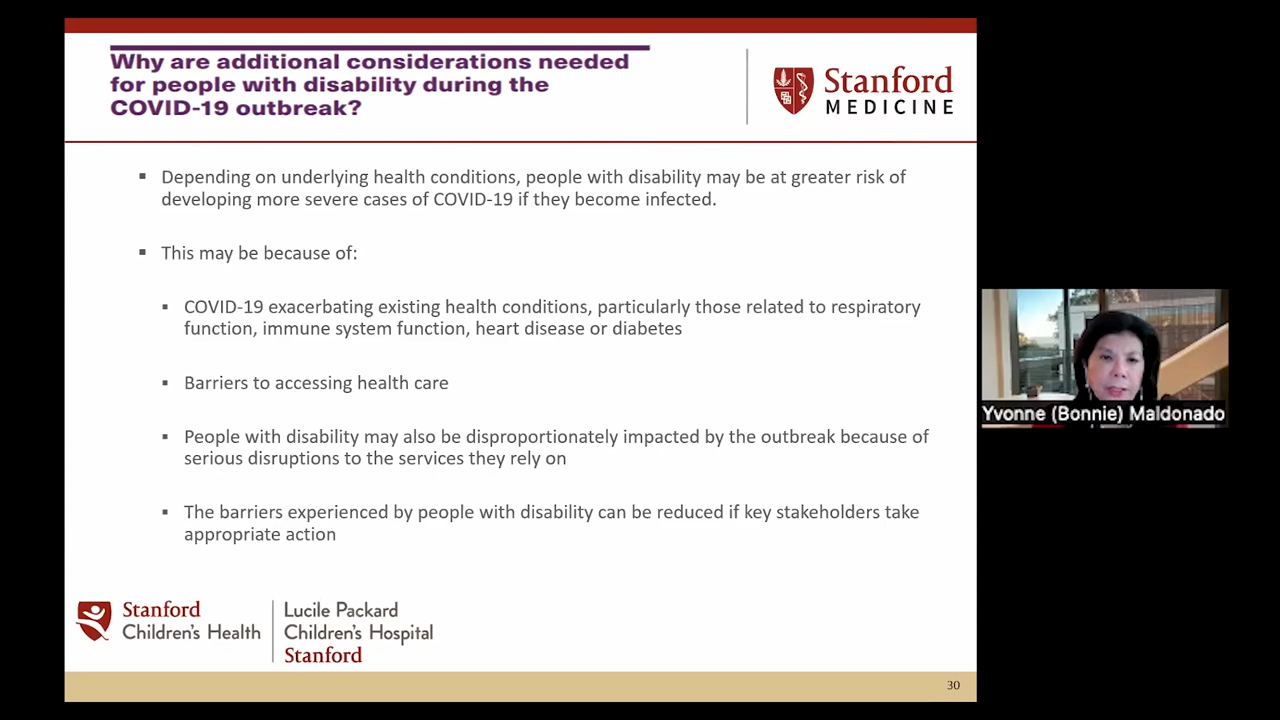 Why are additional considerations needed
for people with disability during the
COVID-19 outbreak?
Stanford
MEDICINE
▪ Depending on underlying health conditions, people with disability may be at greater risk of
developing more severe cases of COVID-19 if they become infected.
▪ This may be because of:
▪ COVID-19 exacerbating existing health conditions, particularly those related to respiratory
function, immune system function, heart disease or diabetes
▪ Barriers to accessing health care
▪ People with disability may also be disproportionately impacted by the outbreak because of
serious disruptions to the services they rely on
▪ The barriers experienced by people with disability can be reduced if key stakeholders take
appropriate action
Stanford
Children's Health
Lucile Packard
Children's Hospital
Stanford
30
Yvonne (Bonnie) Maldonado